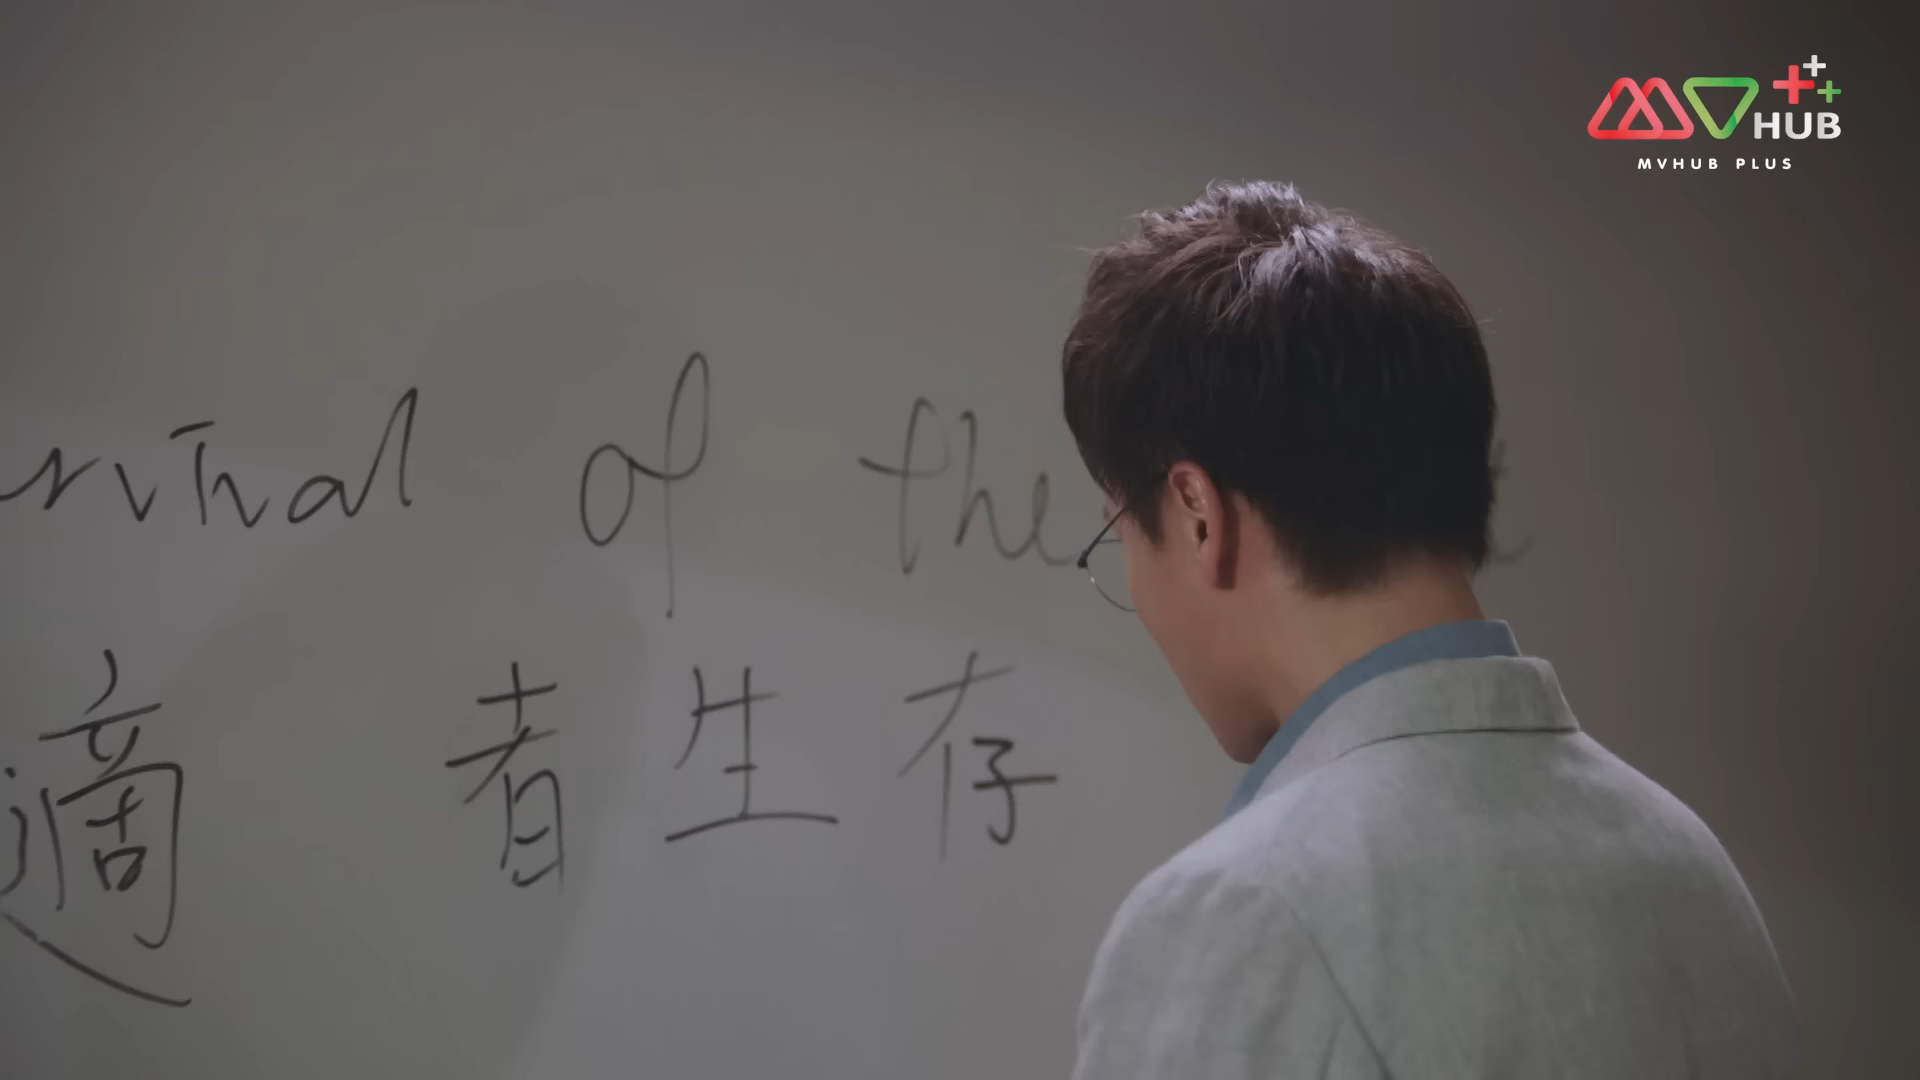 HUB
MVHUB PLUS
rvival of the
適者生存